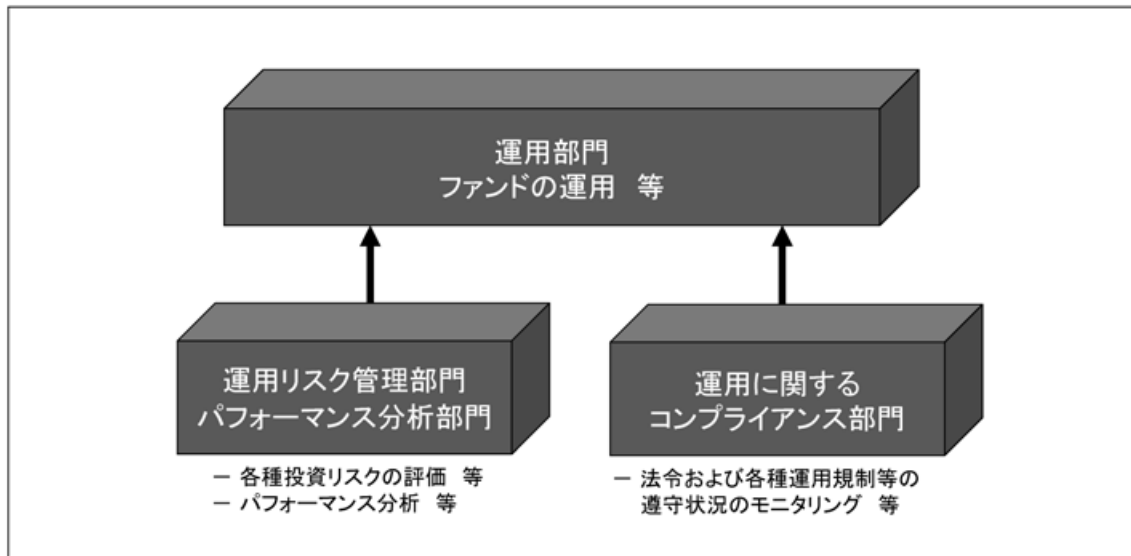 運用部門
ファンドの運用　等
運用リスク管理部門
パフォーマンス分析部門
－ 各種投資リスクの評価　等
－ パフォーマンス分析　等
運用に関する
コンプライアンス部門
－ 法令および各種運用規制等の
遵守状況のモニタリング　等